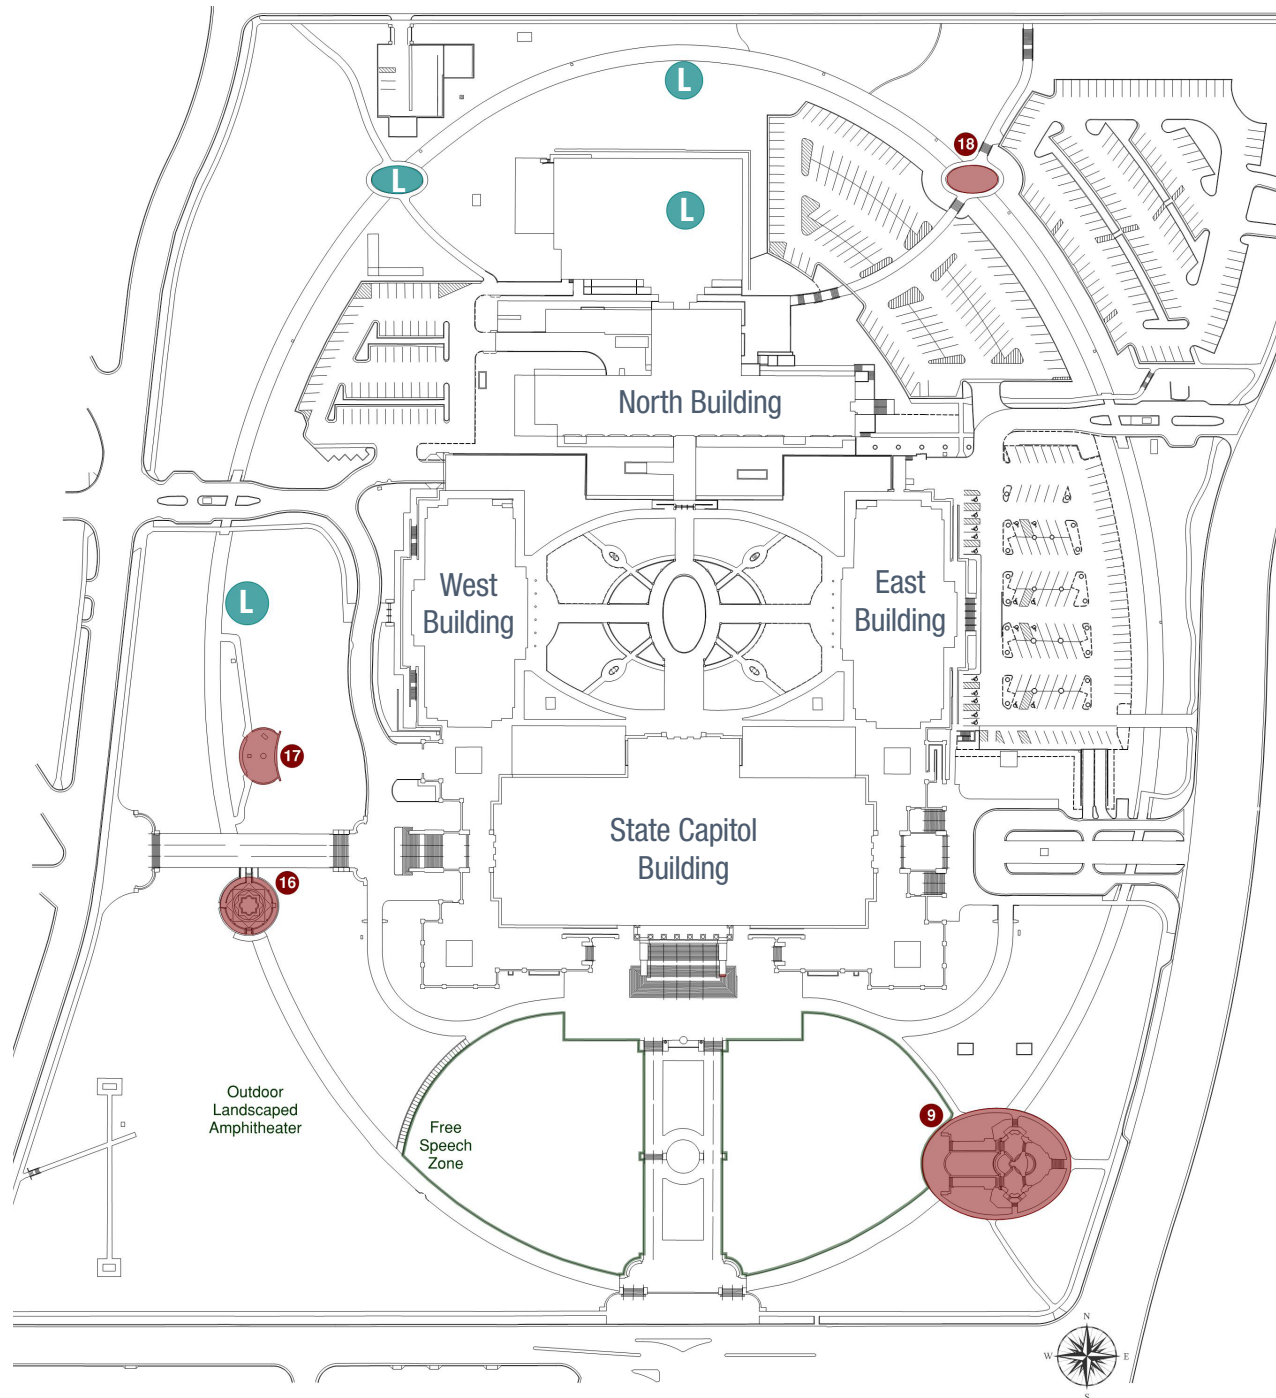 L
18
L
L
North Building
West
Building
East
Building
L
17
State Capitol
Building
16
Outdoor
Landscaped
Amphitheater
Free
Speech
Zone
9
N
W
E
S